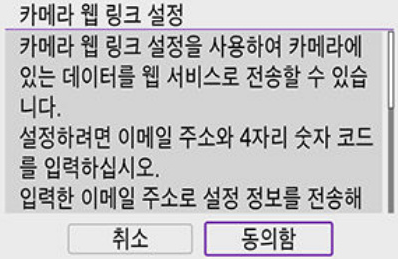 카메라 웹 링크 설정
카메라 웹 링크 설정을 사용하여 카메라에
있는 데이터를 웹 서비스로 전송할 수 있습
니다.
설정하려면 이메일 주소와 4자리 숫자 코드
를 입력하십시오.
입력한 이메일 주소로 설정 정보를 전송해
취소
동의함